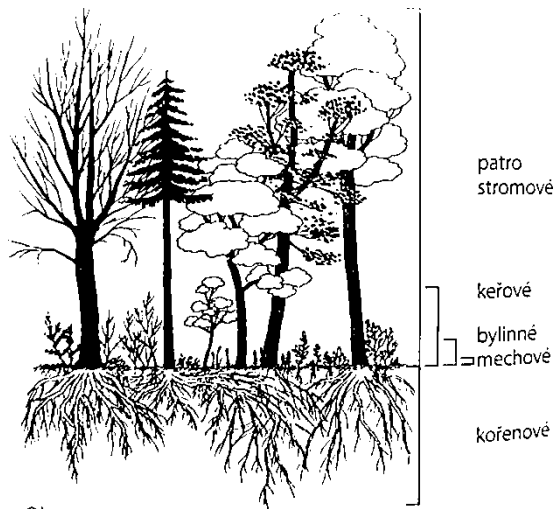 patro
stromové
keřové
bylinné
mechové
kořenové